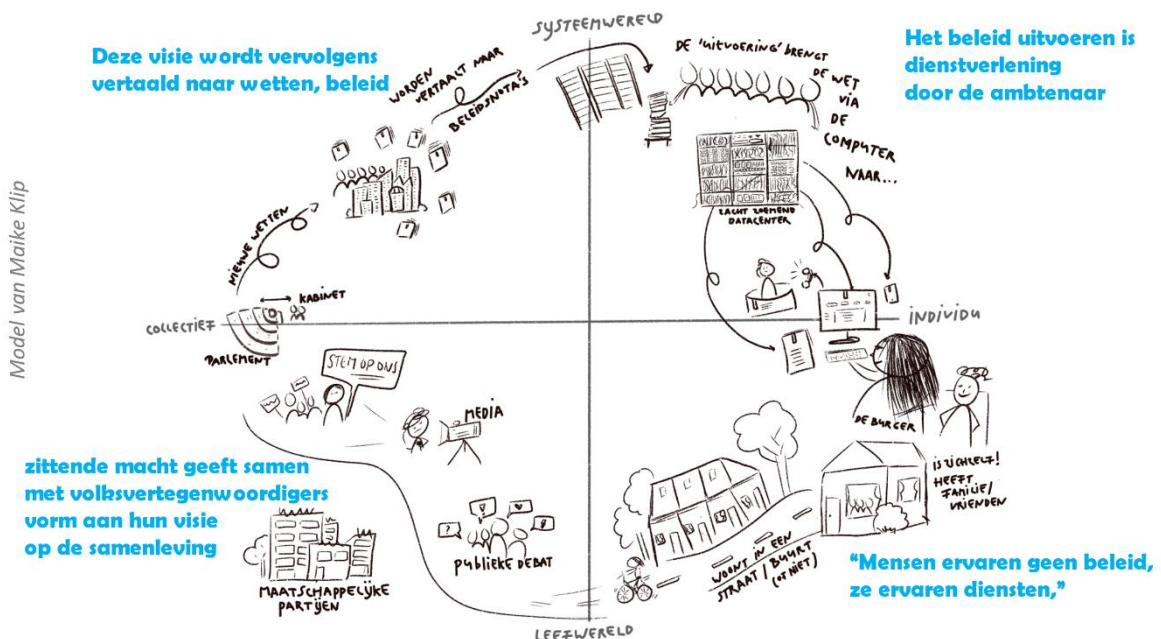 SYSTEEMWERELD
Deze visie wordt vervolgens
vertaald naar wetten, beleid
WORDEN
VERTAALT NAAR
BELEIDSNOTA'S
DE 'UITVOERING' BRENGT
DE WET
VIA
DE
COMPUTER
NAAR...
Het beleid uitvoeren is
dienstverlening
door de ambtenaar
ZACHT ZOEMEND
DATACENTER
Model van Maike Klip
NIEUWE WETTEN
KABINET
COLLECTIEF
PARLEMENT
INDIVIDU
STEM OP ONS
MEDIA
DE BURGER
IS ZICHZELF!
HEEFT
FAMILIE/
VRIENDEN
zittende macht geeft samen
met volksvertegenwoordigers
vorm aan hun visie
op de samenleving
MAATSCHAPPELIJKE
PARTIJEN
?
!
PUBLIEKE DEBAT
WOONT IN EEN
STRAAT / BUURT
(OF NIET)
“Mensen ervaren geen beleid,
ze ervaren diensten,”
LEEFWERELD